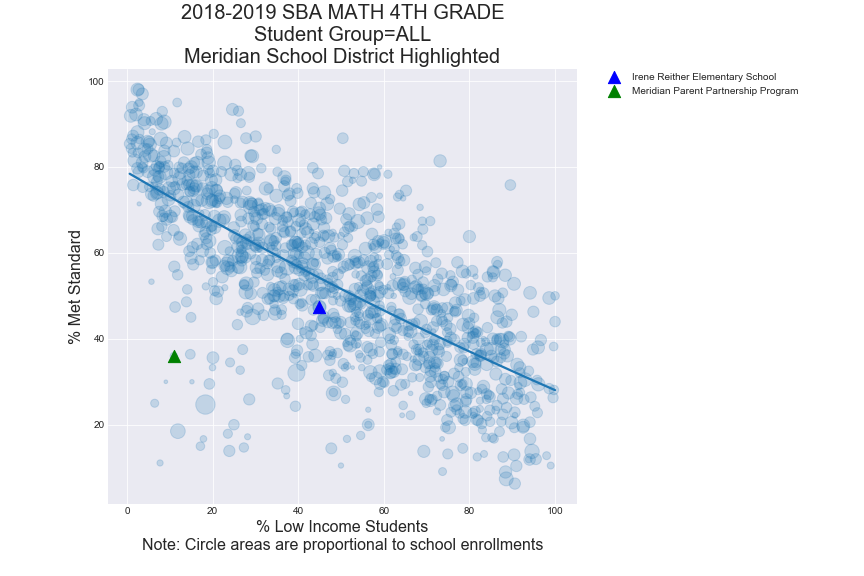 2018-2019 SBA MATH 4TH GRADE
Student Group=ALL
Meridian School District Highlighted
Irene Reither Elementary School
Meridian Parent Partnership Program
% Met Standard
100
80
60
40
20
0 20 40 60 80 100
% Low Income Students
Note: Circle areas are proportional to school enrollments